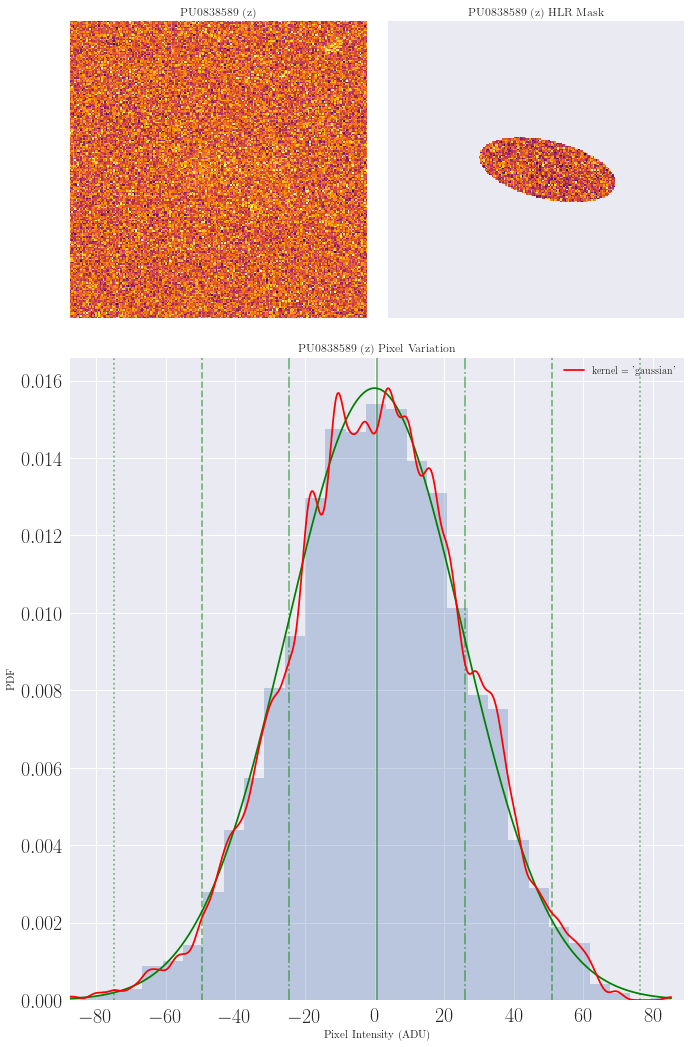 PU0838589 (z)
PU0838589 (z) HLR Mask
PU0838589 (z) Pixel Variation
kernel = 'gaussian'
0.016
0.014
0.012
0.010
0.008
0.006
0.004
0.002
0.000
PDF
−80 −60 −40 −20 0 20 40 60 80
Pixel Intensity (ADU)